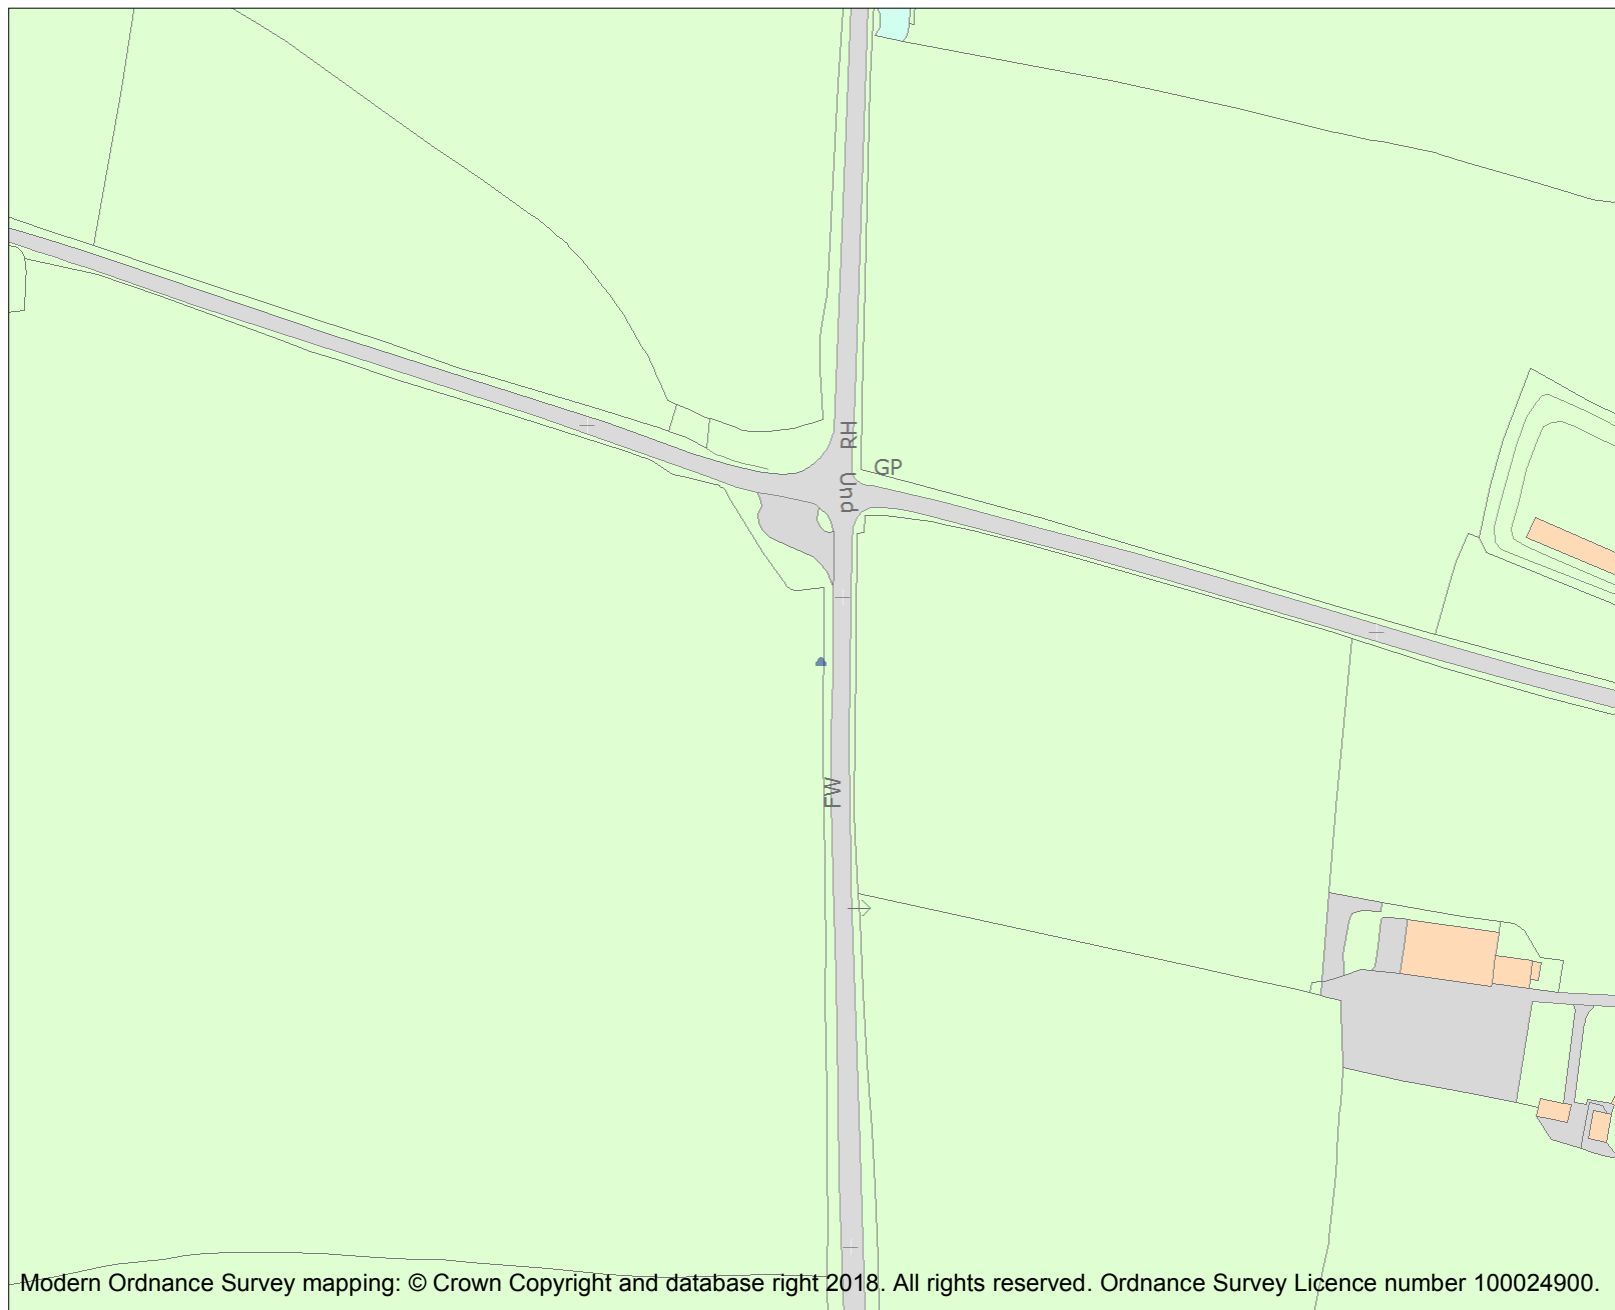 RH
GP
Und
FW
Modern Ordnance Survey mapping: © Crown Copyright and database right 2018. All rights reserved. Ordnance Survey Licence number 100024900.